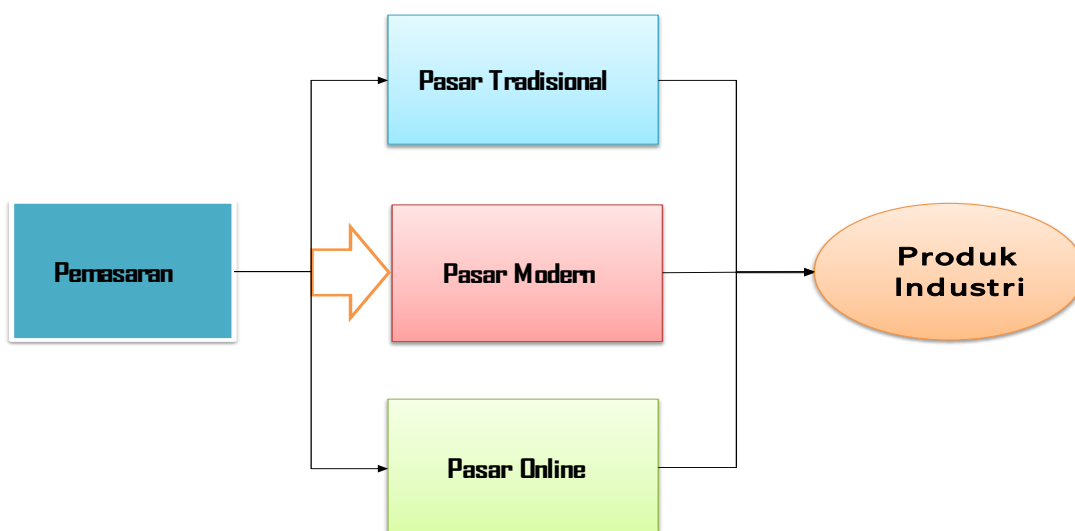 Pasar Tradisional
Pemasaran
Pasar Modern
Produk
Industri
Pasar Online